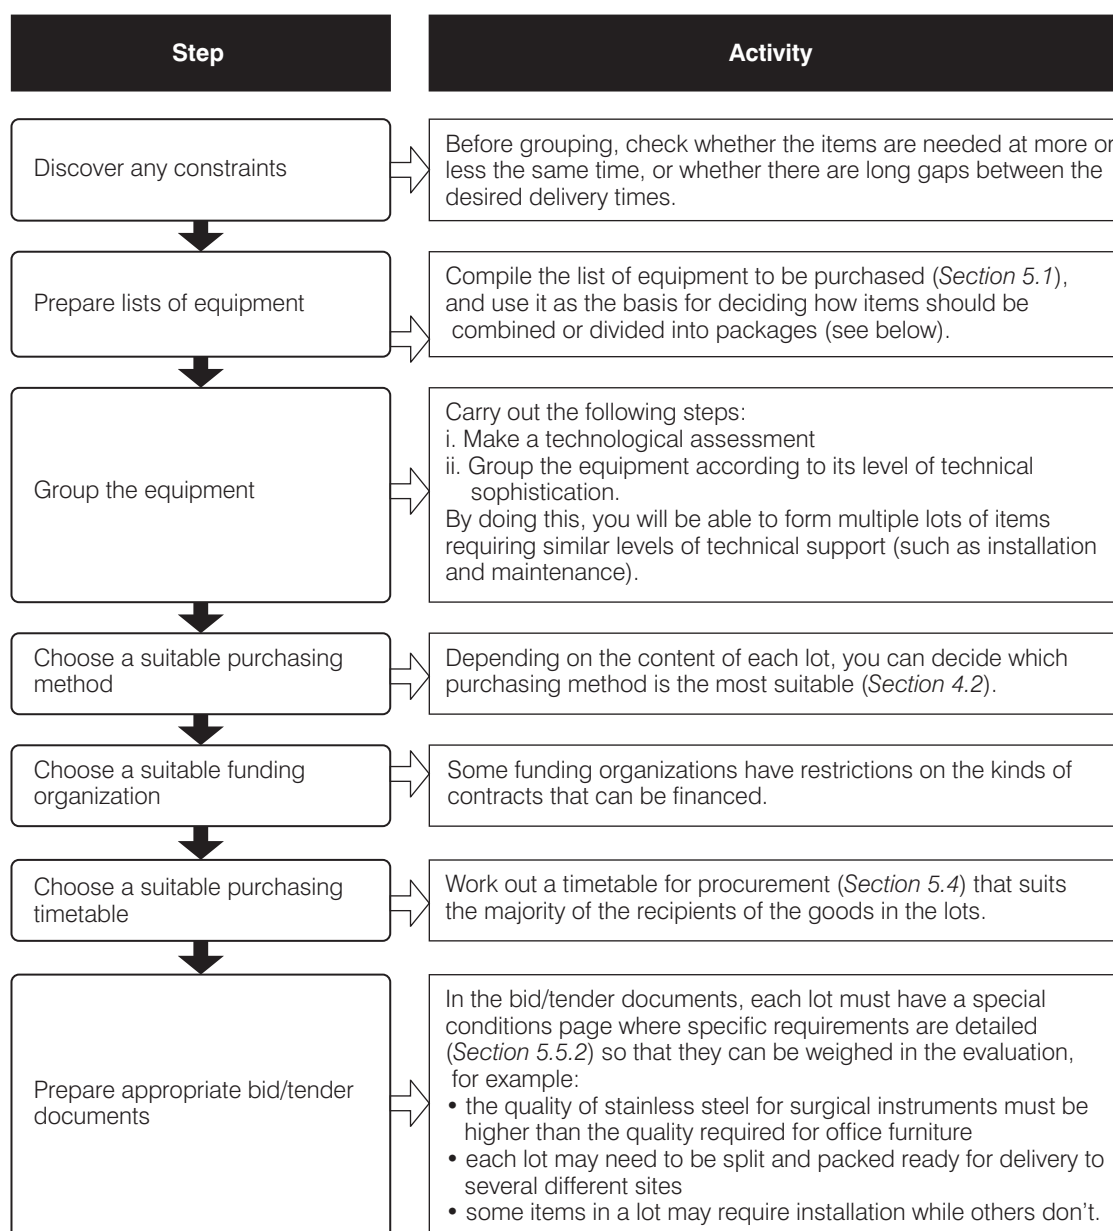 Step
Activity
Discover any constraints
Before grouping, check whether the items are needed at more or
less the same time, or whether there are long gaps between the
desired delivery times.
Prepare lists of equipment
Compile the list of equipment to be purchased (Section 5.1),
and use it as the basis for deciding how items should be
combined or divided into packages (see below).
Group the equipment
Carry out the following steps:
i. Make a technological assessment
ii. Group the equipment according to its level of technical
sophistication.
By doing this, you will be able to form multiple lots of items
requiring similar levels of technical support (such as installation
and maintenance).
Choose a suitable purchasing
method
Depending on the content of each lot, you can decide which
purchasing method is the most suitable (Section 4.2).
Choose a suitable funding
organization
Some funding organizations have restrictions on the kinds of
contracts that can be financed.
Choose a suitable purchasing
timetable
Work out a timetable for procurement (Section 5.4) that suits
the majority of the recipients of the goods in the lots.
Prepare appropriate bid/tender
documents
In the bid/tender documents, each lot must have a special
conditions page where specific requirements are detailed
(Section 5.5.2) so that they can be weighed in the evaluation,
for example:
• the quality of stainless steel for surgical instruments must be
higher than the quality required for office furniture
• each lot may need to be split and packed ready for delivery to
several different sites
• some items in a lot may require installation while others don't.